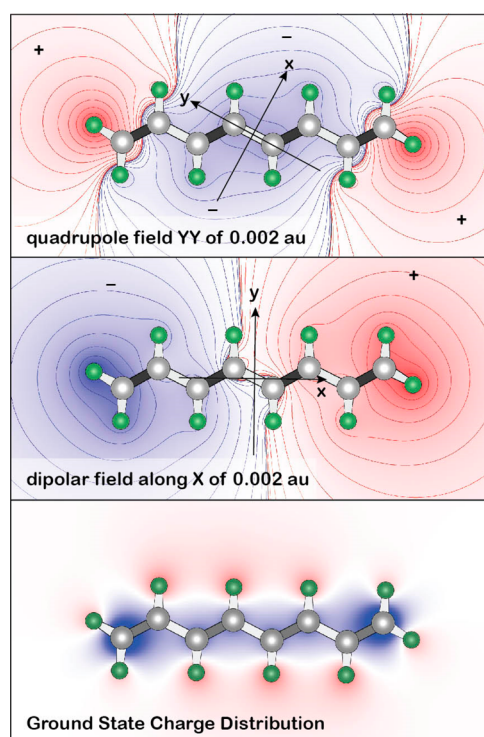 −
+
x
y
−
+
quadrupole field YY of 0.002 au
−
+
y
x
dipolar field along X of 0.002 au
Ground State Charge Distribution